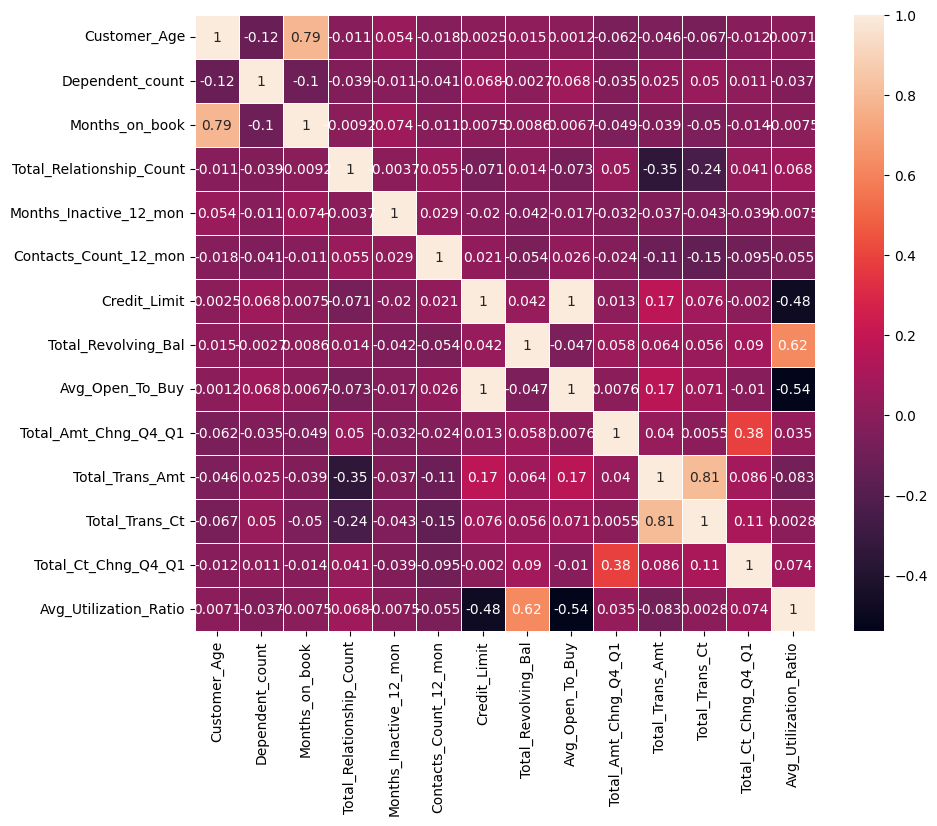 Customer_Age 1 -0.12 0.79 -0.011 0.054 -0.018 0.0025 0.015 0.0012 -0.062 -0.046 -0.067 -0.012 0.0071
Dependent_count -0.12 1 -0.1 -0.039 -0.011 -0.041 0.068 -0.0027 0.068 -0.035 0.025 0.05 0.011 -0.037
Months_on_book 0.79 -0.1 1 -0.0092 0.074 -0.011 0.0075 0.0086 0.0067 -0.049 -0.039 -0.05 -0.014 -0.0075
Total_Relationship_Count -0.011 -0.039 -0.0092 1 -0.0037 0.055 -0.071 0.014 -0.073 0.05 -0.35 -0.24 0.041 0.068
Months_Inactive_12_mon 0.054 -0.011 0.074 -0.0037 1 0.029 -0.02 -0.042 -0.017 -0.032 -0.037 -0.043 -0.039 -0.0075
Contacts_Count_12_mon -0.018 -0.041 -0.011 0.055 0.029 1 0.021 -0.054 0.026 -0.024 -0.11 -0.15 -0.095 -0.055
Credit_Limit 0.0025 0.068 0.0075 -0.071 -0.02 0.021 1 0.042 1 0.013 0.17 0.076 -0.002 -0.48
Total_Revolving_Bal 0.015 -0.0027 0.0086 0.014 -0.042 -0.054 0.042 1 -0.047 0.058 0.064 0.056 0.09 0.62
Avg_Open_To_Buy 0.0012 0.068 0.0067 -0.073 -0.017 0.026 1 -0.047 1 0.0076 0.17 0.071 -0.01 -0.54
Total_Amt_Chng_Q4_Q1 -0.062 -0.035 -0.049 0.05 -0.032 -0.024 0.013 0.058 0.0076 1 0.04 0.0055 0.38 0.035
Total_Trans_Amt -0.046 0.025 -0.039 -0.35 -0.037 -0.11 0.17 0.064 0.17 0.04 1 0.81 0.086 -0.083
Total_Trans_Ct -0.067 0.05 -0.05 -0.24 -0.043 -0.15 0.076 0.056 0.071 0.0055 0.81 1 0.11 0.0028
Total_Ct_Chng_Q4_Q1 -0.012 0.011 -0.014 0.041 -0.039 -0.095 -0.002 0.09 -0.01 0.38 0.086 0.11 1 0.074
Avg_Utilization_Ratio 0.0071 -0.037 -0.0075 0.068 -0.0075 -0.055 -0.48 0.62 -0.54 0.035 -0.083 0.0028 0.074 1
Customer_Age
Dependent_count
Months_on_book
Total_Relationship_Count
Months_Inactive_12_mon
Contacts_Count_12_mon
Credit_Limit
Total_Revolving_Bal
Avg_Open_To_Buy
Total_Amt_Chng_Q4_Q1
Total_Trans_Amt
Total_Trans_Ct
Total_Ct_Chng_Q4_Q1
Avg_Utilization_Ratio
1.0
0.8
0.6
0.4
0.2
0.0
−0.2
−0.4